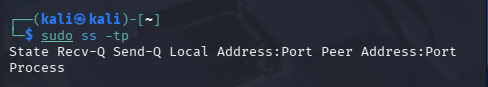 ┌──(kali㉿kali)-[~]
└─$ sudo ss -tp
State Recv-Q Send-Q Local Address:Port Peer Address:Port
Process